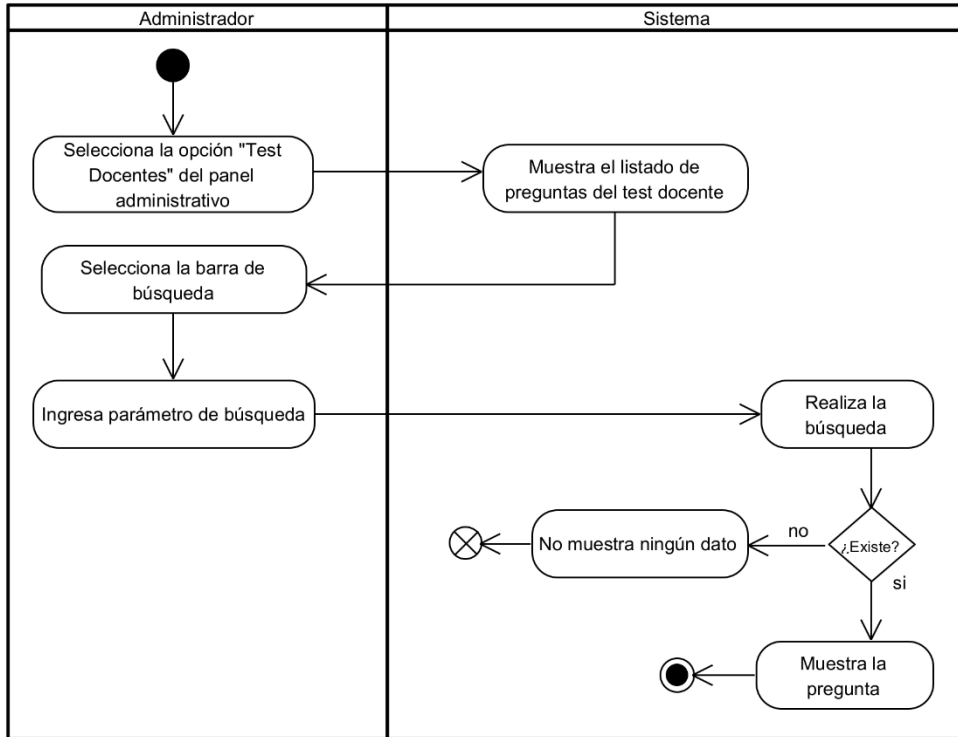 Administrador
Sistema
Selecciona la opción "Test
Docentes" del panel
administrativo
Muestra el listado de
preguntas del test docente
Selecciona la barra de
búsqueda
Ingresa parámetro de búsqueda
Realiza la
búsqueda
¿Existe?
no
No muestra ningún dato
si
Muestra la
pregunta